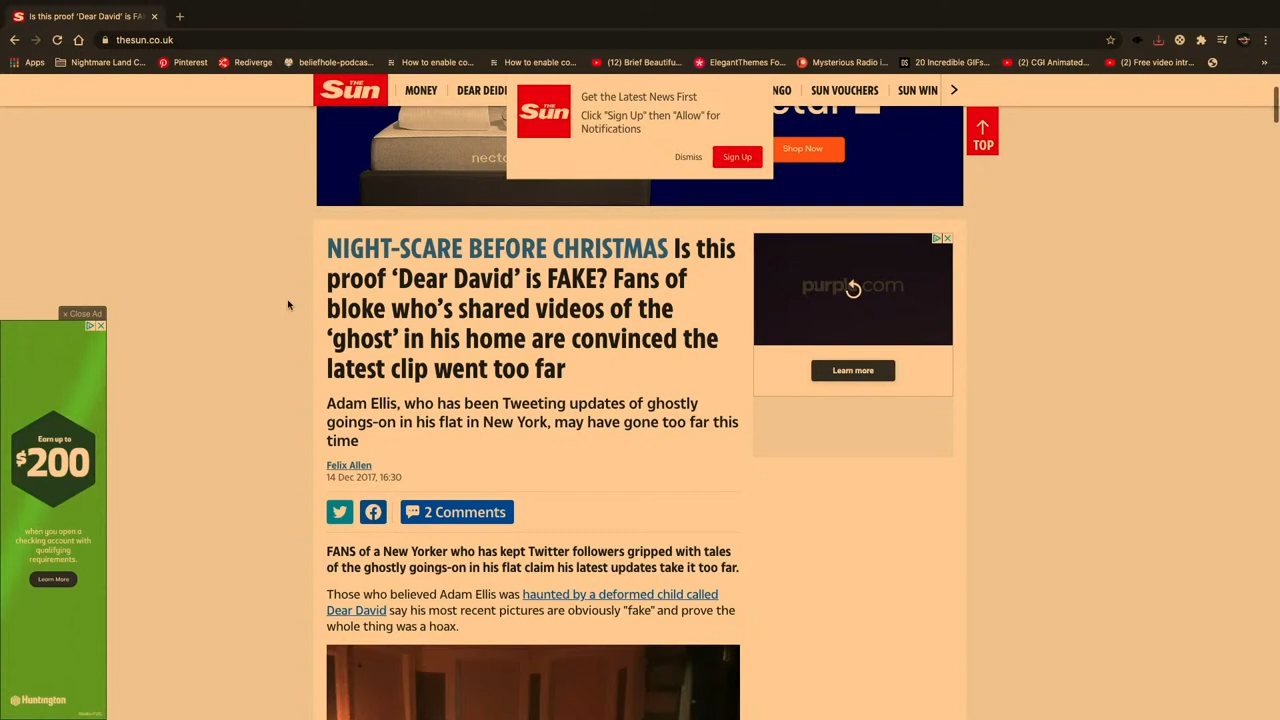 Is this proof 'Dear David' is FA
thesun.co.uk
Apps
Nightmare Land C...
Pinterest
Rediverge
beliefhole-podcas...
How to enable co...
How to enable co...
(12) Brief Beautifu...
ElegantThemes Fo...
Mysterious Radio i...
20 Incredible GIFs...
(2) CGI Animated...
(2) Free video intr...
THE Sun
MONEY
DEAR DEID
NGO
SUN VOUCHERS
SUN WIN
THE Sun
Get the Latest News First
Click "Sign Up" then "Allow" for
Notifications
Dismiss
Sign Up
necta
Shop Now
TOP
NIGHT-SCARE BEFORE CHRISTMAS Is this
proof 'Dear David' is FAKE? Fans of
bloke who's shared videos of the
'ghost' in his home are convinced the
latest clip went too far
Adam Ellis, who has been Tweeting updates of ghostly
goings-on in his flat in New York, may have gone too far this
time
Felix Allen
14 Dec 2017, 16:30
2 Comments
FANS of a New Yorker who has kept Twitter followers gripped with tales
of the ghostly goings-on in his flat claim his latest updates take it too far.
Those who believed Adam Ellis was haunted by a deformed child called
Dear David say his most recent pictures are obviously "fake" and prove the
whole thing was a hoax.
purple.com
Learn more
x Close Ad
Earn up to
$200
when you open a
checking account with
qualifying
requirements.
Learn More
Huntington
Member FDIC